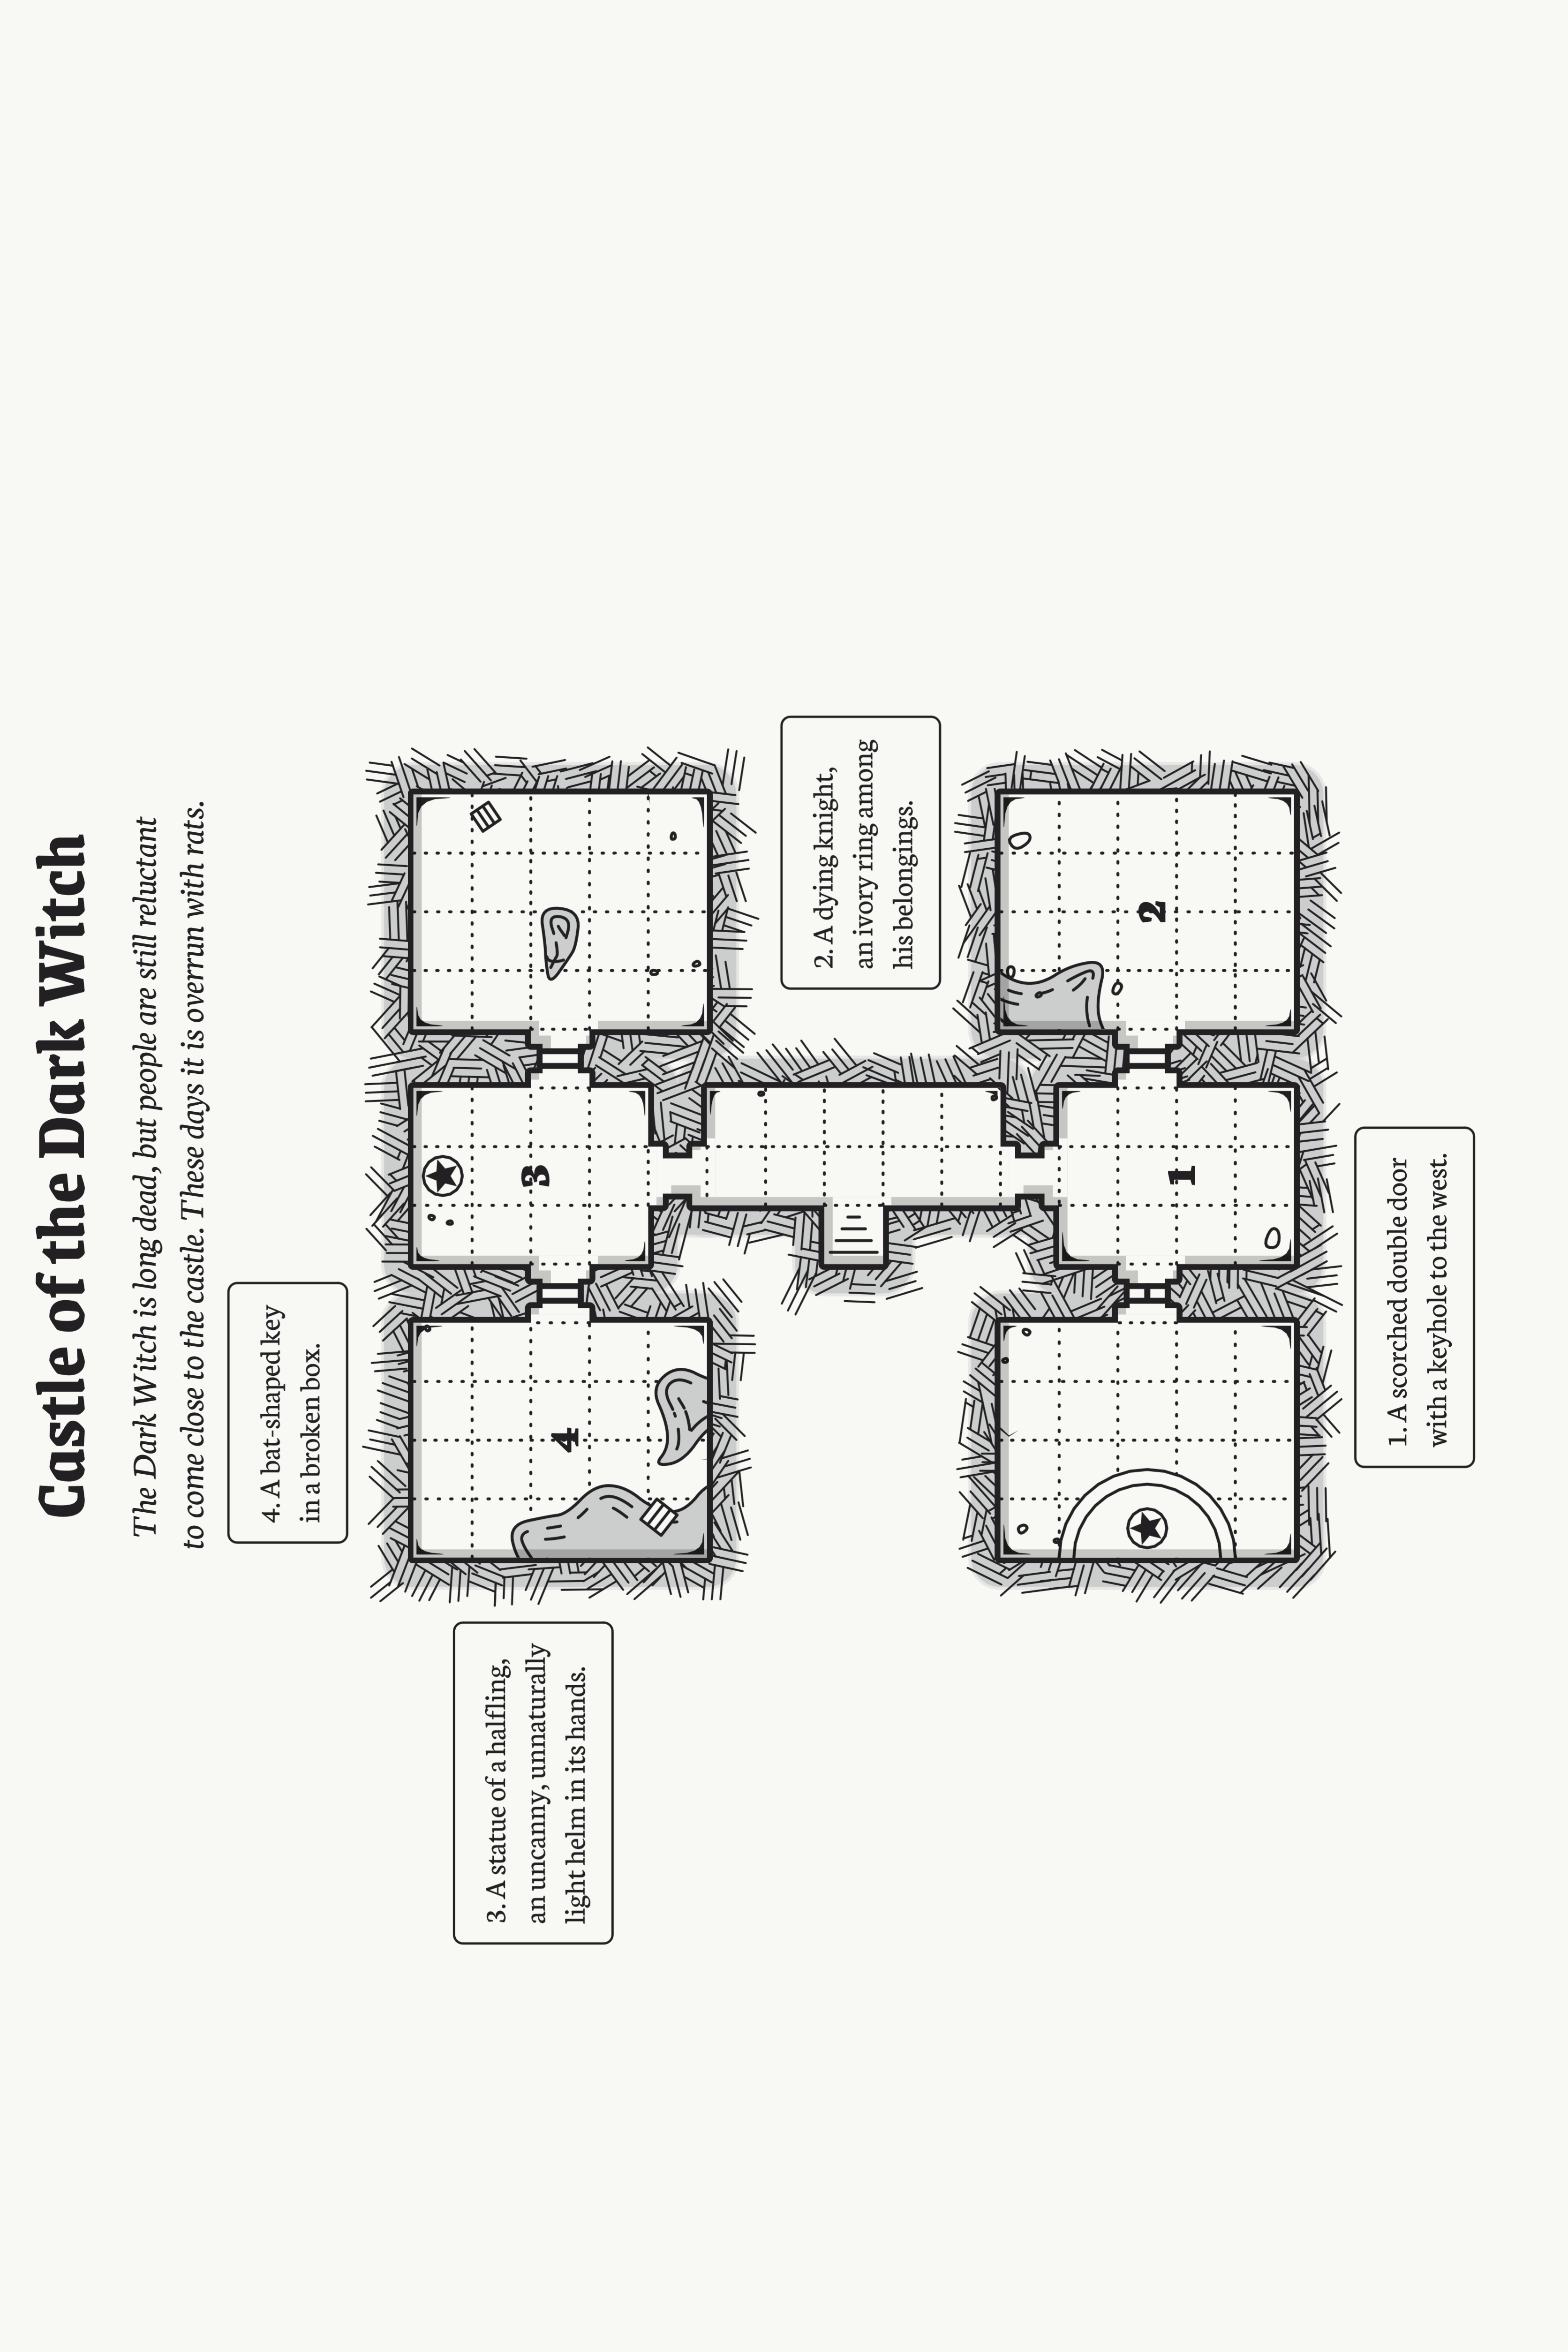 Castle of the Dark Witch
The Dark Witch is long dead, but people are still reluctant
to come close to the castle. These days it is overrun with rats.
4. A bat-shaped key
in a broken box.
3. A statue of a halfling,
an uncanny, unnaturally
light helm in its hands.
2. A dying knight,
an ivory ring among
his belongings.
1. A scorched double door
with a keyhole to the west.
4
3
2
1